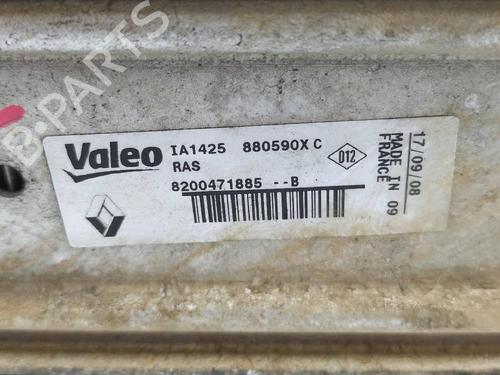 B-PARTS
Valeo
IA1425 880590X C
RAS
8200471885 --B
D12
17/09/08
MADE IN 09
FRANCE